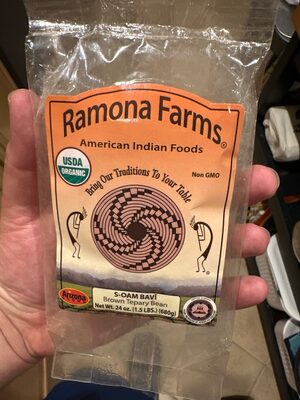 Ramona Farms®
American Indian Foods
USDA
ORGANIC
Non GMO
Bring Our Traditions To Your Table
S-OAM BAVĬ
Brown Tepary Bean
Net Wt. 24 oz. (1.5 LBS.) (680g)
Arizona